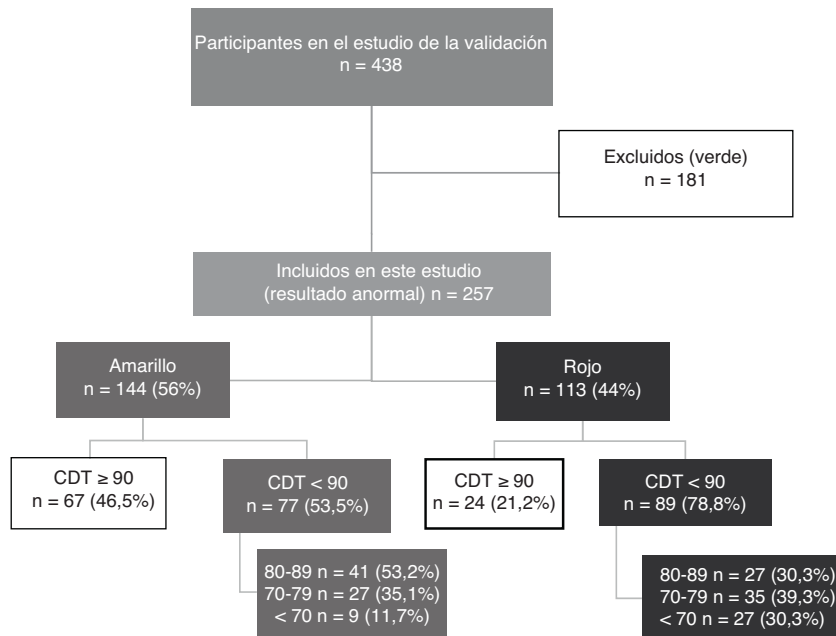 Participantes en el estudio de la validación
n = 438
Excluidos (verde)
n = 181
Incluidos en este estudio
(resultado anormal) n = 257
Amarillo
n = 144 (56%)
Rojo
n = 113 (44%)
CDT ≥ 90
n = 67 (46,5%)
CDT < 90
n = 77 (53,5%)
CDT ≥ 90
n = 24 (21,2%)
CDT < 90
n = 89 (78,8%)
80-89 n = 41 (53,2%)
70-79 n = 27 (35,1%)
< 70 n = 9 (11,7%)
80-89 n = 27 (30,3%)
70-79 n = 35 (39,3%)
< 70 n = 27 (30,3%)